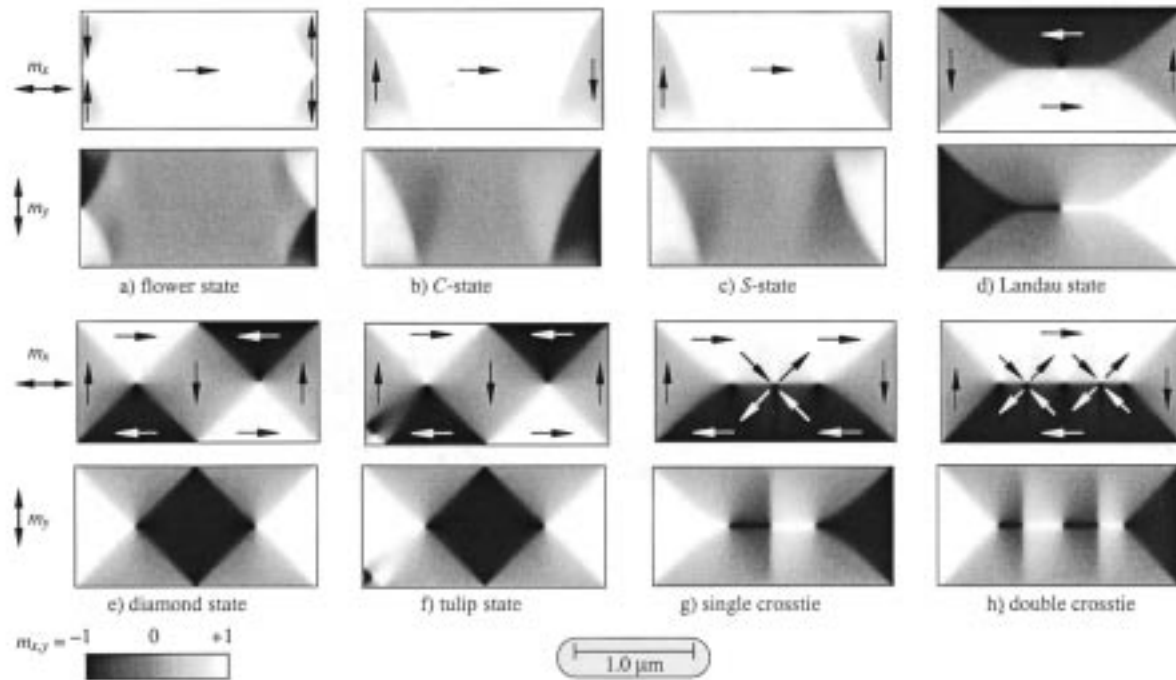 mx
my
a) flower state
b) C-state
c) S-state
d) Landau state
mx
my
e) diamond state
f) tulip state
g) single crosstie
h) double crosstie
mx,y = −1 0 +1
1.0 µm